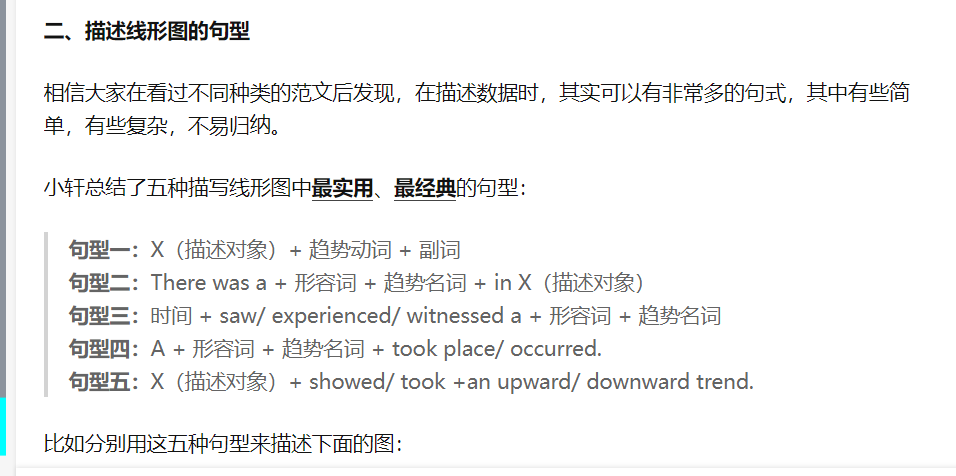 二、描述线形图的句型
相信大家在看过不同种类的范文后发现，在描述数据时，其实可以有非常多的句式，其中有些简
单，有些复杂，不易归纳。
小轩总结了五种描写线形图中最实用、最经典的句型：
句型一：X（描述对象）+ 趋势动词 + 副词
句型二：There was a + 形容词 + 趋势名词 + in X（描述对象）
句型三：时间 + saw/ experienced/ witnessed a + 形容词 + 趋势名词
句型四：A + 形容词 + 趋势名词 + took place/ occurred.
句型五：X（描述对象）+ showed/ took +an upward/ downward trend.
比如分别用这五种句型来描述下面的图：